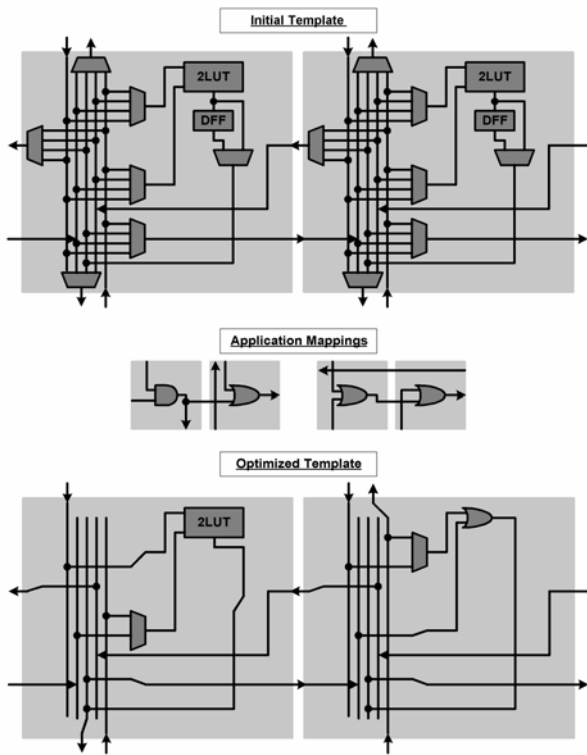 Initial Template
2LUT
2LUT
DFF
DFF
Application Mappings
Optimized Template
2LUT